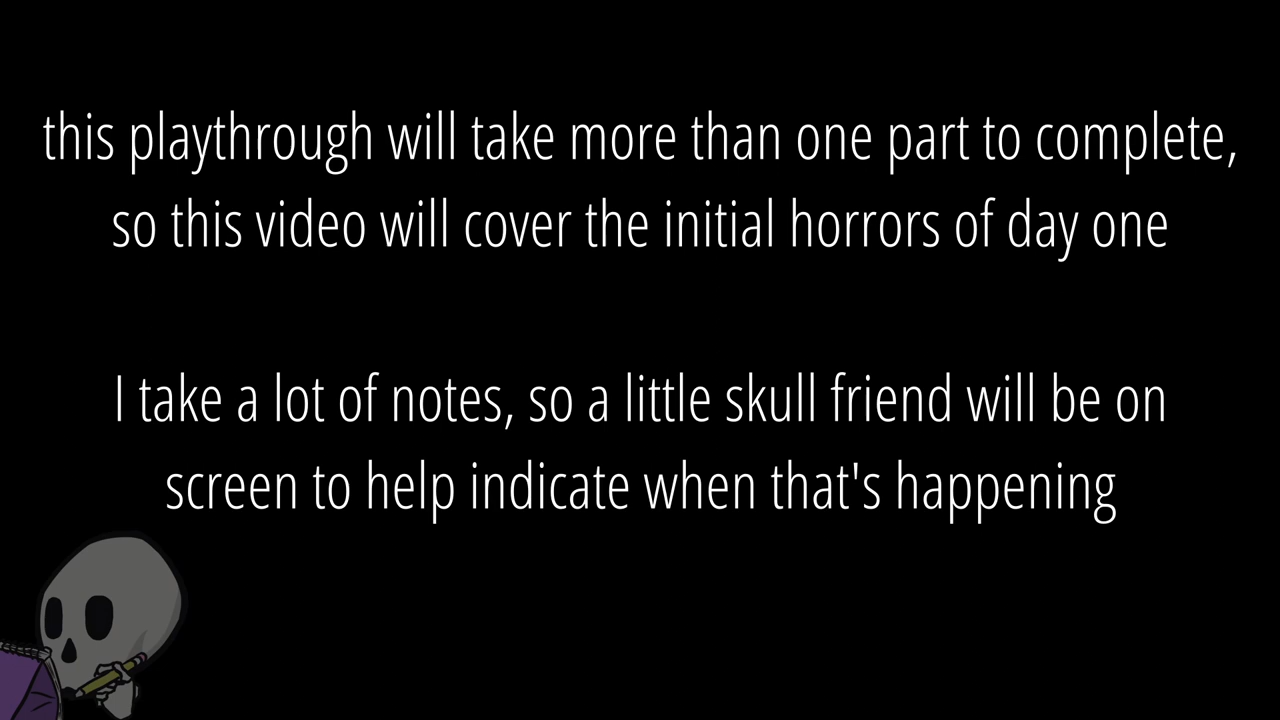 this playthrough will take more than one part to complete,
so this video will cover the initial horrors of day one
I take a lot of notes, so a little skull friend will be on
screen to help indicate when that's happening